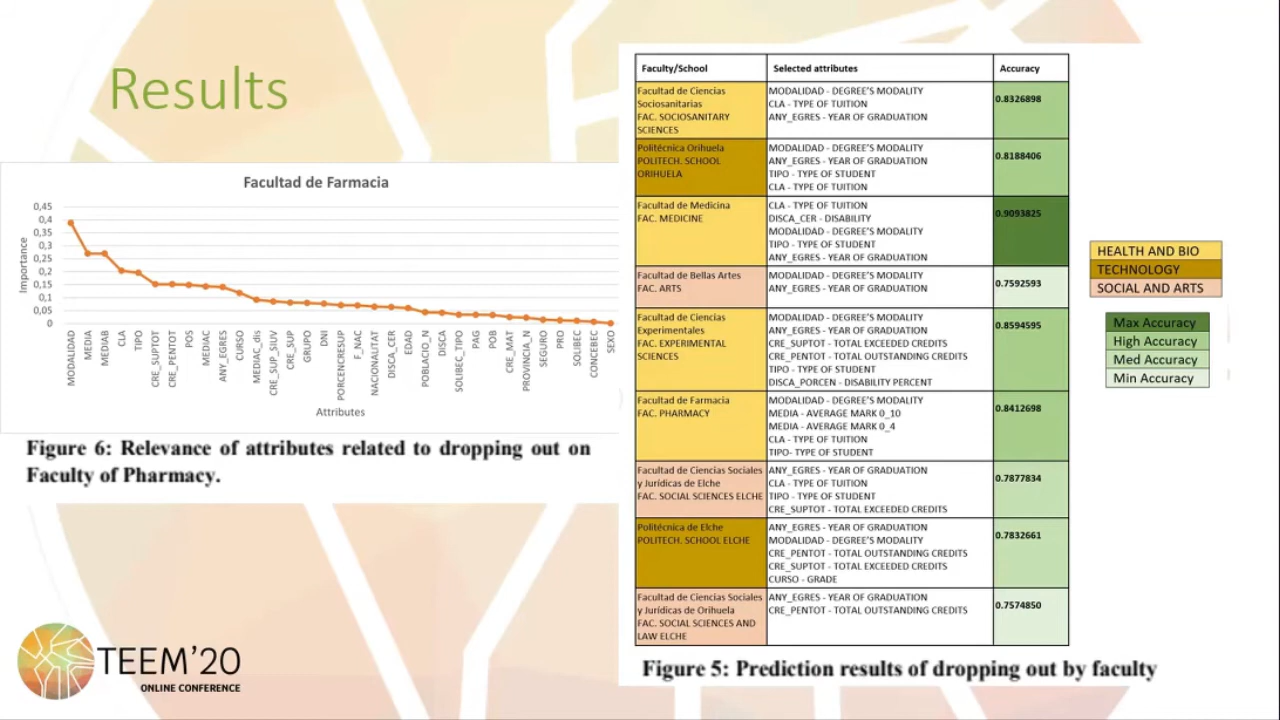 Results
Facultad de Farmacia
0,45
0,4
0,35
0,3
0,25
0,2
0,15
0,1
0,05
0
Importance
MODALIDAD
MEDIA
MEDIAB
CLA
TIPO
CRE_SUPTOT
CRE_PENTOT
POS
MEDIAC
ANY_EGRES
CURSO
MEDIAC_dis
CRE_SUP_SIUV
CRE_SUP
GRUPO
DNI
PORCENCRESUP
F_NAC
NACIONALITAT
DISCA_CER
EDAD
POBLACIO_N
DISCA
SOLIBEC_TIPO
PAG
POB
CRE_MAT
PROVINCIA_N
SEGURO
PRO
SOLIBEC
CONCEBEC
SEXO
Attributes
Figure 6: Relevance of attributes related to dropping out on
Faculty of Pharmacy.
TEEM'20
ONLINE CONFERENCE
Faculty/School Selected attributes Accuracy
Facultad de Ciencias
Sociosanitarias
FAC. SOCIOSANITARY
SCIENCES
MODALIDAD - DEGREE'S MODALITY
CLA - TYPE OF TUITION
ANY_EGRES - YEAR OF GRADUATION
0.8326898
Politécnica Orihuela
POLITECH. SCHOOL
ORIHUELA
MODALIDAD - DEGREE'S MODALITY
ANY_EGRES - YEAR OF GRADUATION
TIPO - TYPE OF STUDENT
CLA - TYPE OF TUITION
0.8188406
Facultad de Medicina
FAC. MEDICINE
CLA - TYPE OF TUITION
DISCA_CER - DISABILITY
MODALIDAD - DEGREE'S MODALITY
TIPO - TYPE OF STUDENT
ANY_EGRES - YEAR OF GRADUATION
0.9093825
Facultad de Bellas Artes
FAC. ARTS
MODALIDAD - DEGREE'S MODALITY
ANY_EGRES - YEAR OF GRADUATION
0.7592593
Facultad de Ciencias
Experimentales
FAC. EXPERIMENTAL
SCIENCES
MODALIDAD - DEGREE'S MODALITY
ANY_EGRES - YEAR OF GRADUATION
CRE_SUPTOT - TOTAL EXCEEDED CREDITS
CRE_PENTOT - TOTAL OUTSTANDING CREDITS
TIPO - TYPE OF STUDENT
DISCA_PORCEN - DISABILITY PERCENT
0.8594595
Facultad de Farmacia
FAC. PHARMACY
MODALIDAD - DEGREE'S MODALITY
MEDIA - AVERAGE MARK 0_10
MEDIA - AVERAGE MARK 0_4
CLA - TYPE OF TUITION
TIPO- TYPE OF STUDENT
0.8412698
Facultad de Ciencias Sociales
y Jurídicas de Elche
FAC. SOCIAL SCIENCES ELCHE
ANY_EGRES - YEAR OF GRADUATION
CLA - TYPE OF TUITION
TIPO - TYPE OF STUDENT
CRE_SUPTOT - TOTAL EXCEEDED CREDITS
0.7877834
Politécnica de Elche
POLITECH. SCHOOL ELCHE
ANY_EGRES - YEAR OF GRADUATION
MODALIDAD - DEGREE'S MODALITY
CRE_PENTOT - TOTAL OUTSTANDING CREDITS
CRE_SUPTOT - TOTAL EXCEEDED CREDITS
CURSO - GRADE
0.7832661
Facultad de Ciencias Sociales
y Jurídicas de Orihuela
FAC. SOCIAL SCIENCES AND
LAW ELCHE
ANY_EGRES - YEAR OF GRADUATION
CRE_PENTOT - TOTAL OUTSTANDING CREDITS
0.7574850
Figure 5: Prediction results of dropping out by faculty
HEALTH AND BIO
TECHNOLOGY
SOCIAL AND ARTS
Max Accuracy
High Accuracy
Med Accuracy
Min Accuracy